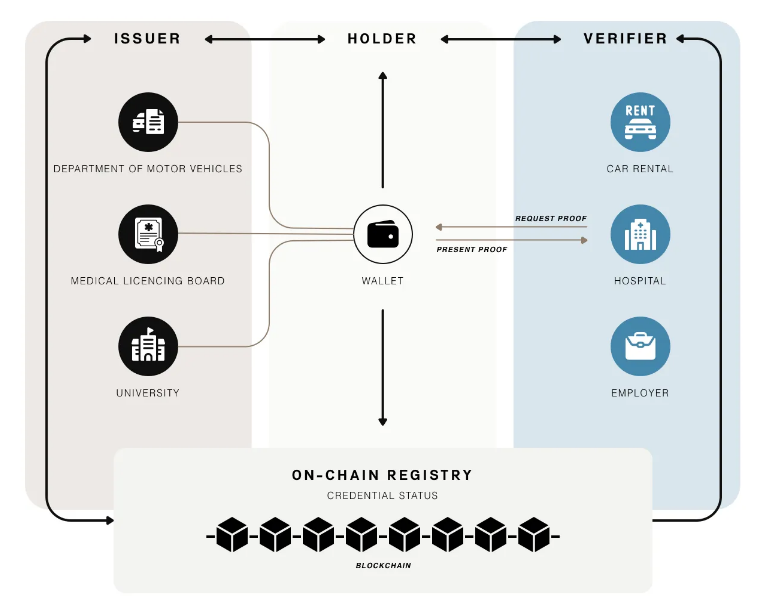 ISSUER
HOLDER
VERIFIER
RENT
DEPARTMENT OF MOTOR VEHICLES
CAR RENTAL
REQUEST PROOF
PRESENT PROOF
MEDICAL LICENCING BOARD
WALLET
HOSPITAL
UNIVERSITY
EMPLOYER
ON-CHAIN REGISTRY
CREDENTIAL STATUS
BLOCKCHAIN